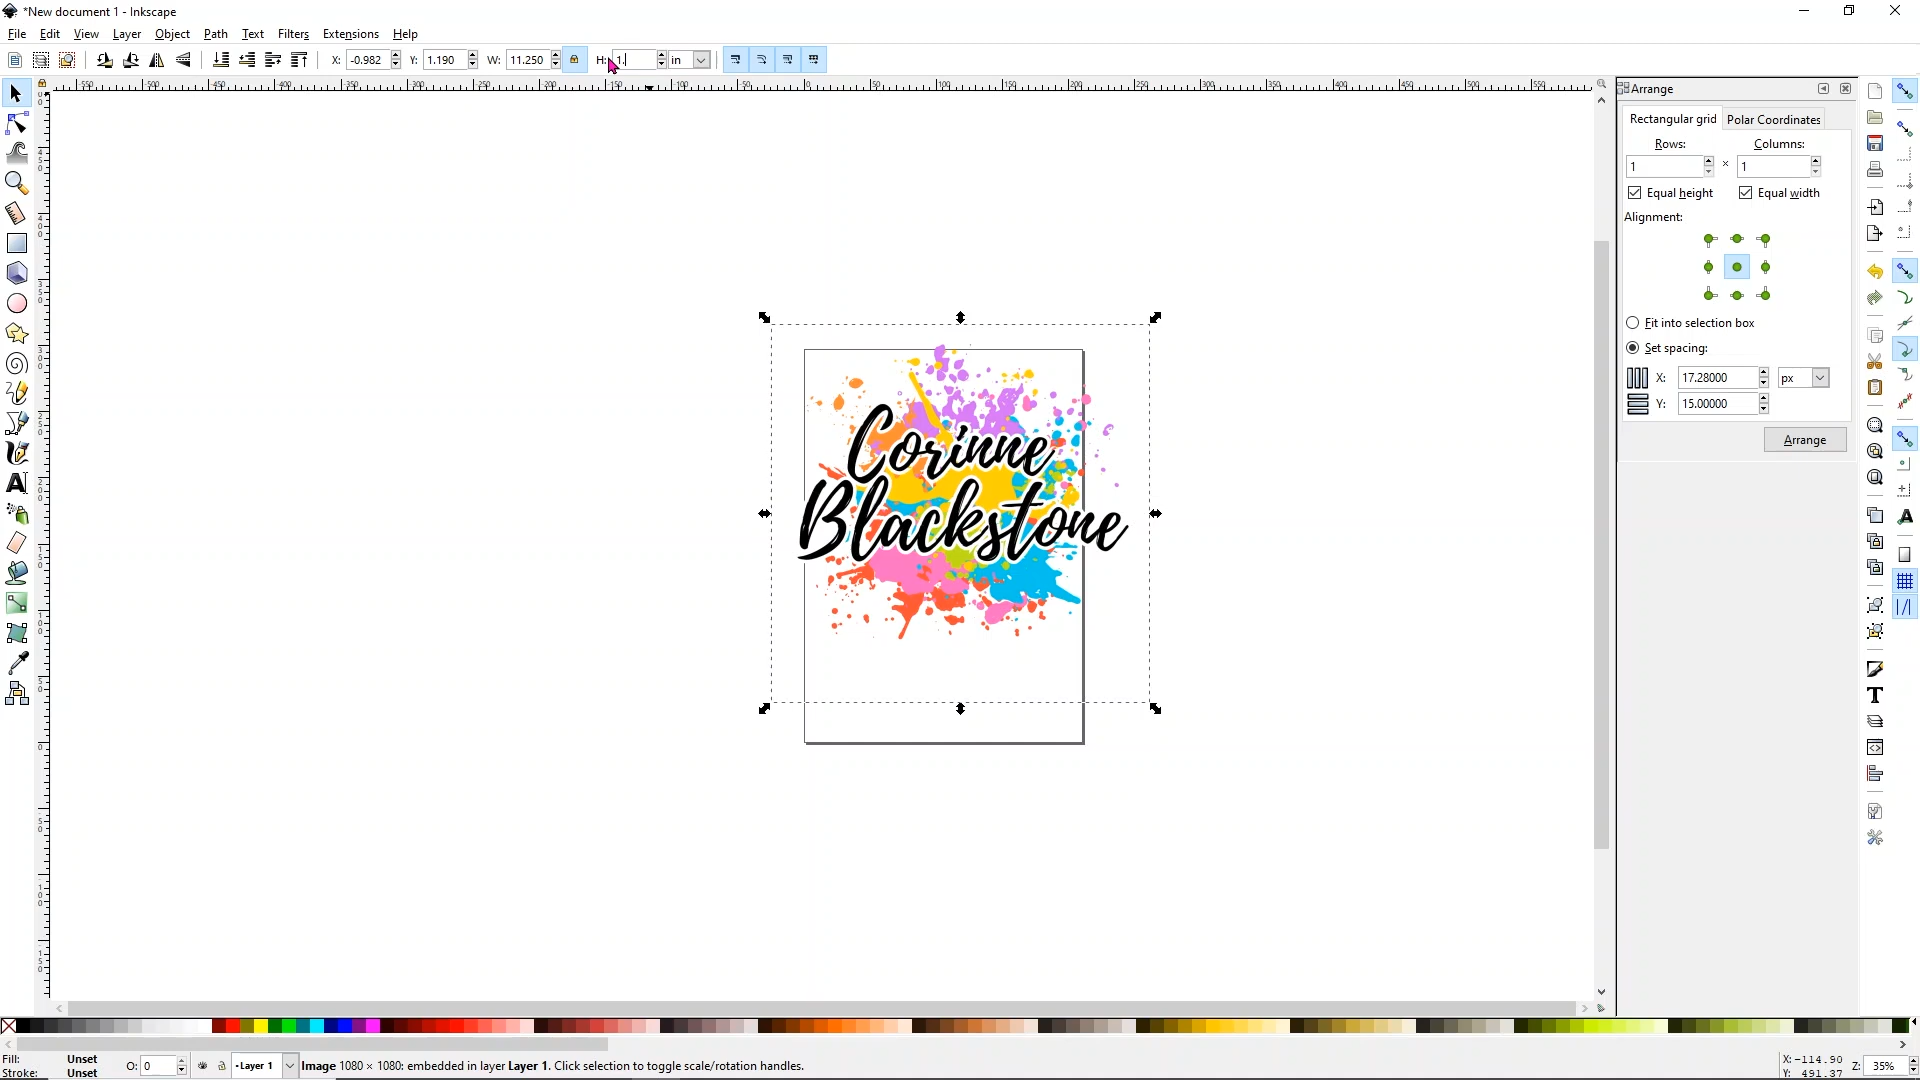 *New document 1 - Inkscape
File Edit View Layer Object Path Text Filters Extensions Help
X: -0.982 Y: 1.190 W: 11.250 H: 1. in
Arrange
Rectangular grid Polar Coordinates
Rows: Columns:
1 × 1
Equal height Equal width
Alignment:
Fit into selection box
Set spacing:
X: 17.28000 px
Y: 15.00000
Arrange
Corinne
Blackstone
Fill: Unset O: 0 •Layer 1 Image 1080 × 1080: embedded in layer Layer 1. Click selection to toggle scale/rotation handles. X: -114.90 Z: 35%
Stroke: Unset Y: 491.37